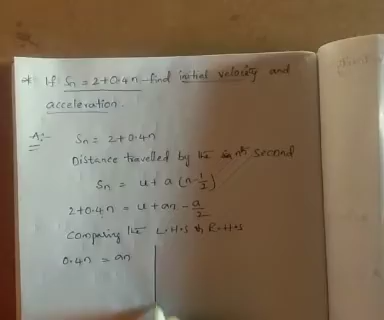 * If Sn = 2+0.4n find initial velocity and
acceleration.
A:- Sn = 2+0.4n
Distance travelled by the in nth second
Sn = u + a (n - 1/2)
2+0.4n = u + an - a/2
Comparing the L.H.S & R.H.S
0.4n = an